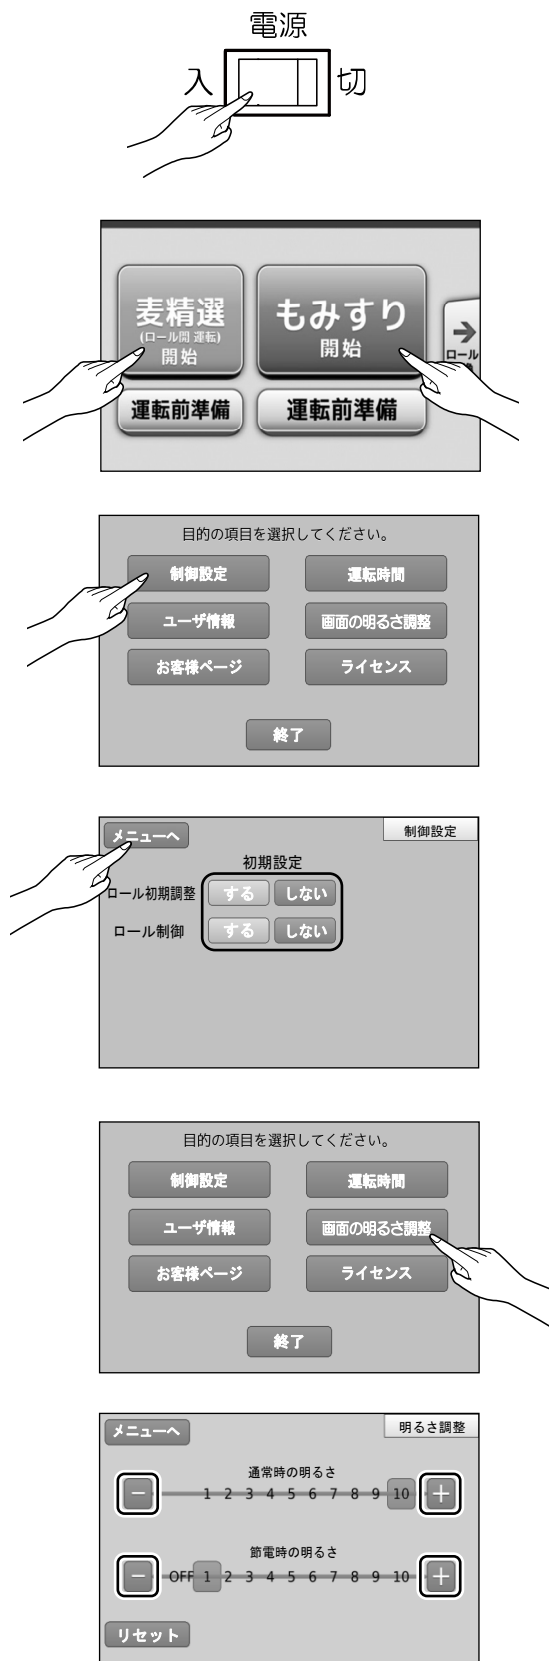 電源
入 切
麦精選 もみすり
(ロール開 運転)
開始 開始
ロール
運転前準備 運転前準備
目的の項目を選択してください。
制御設定 運転時間
ユーザ情報 画面の明るさ調整
お客様ページ ライセンス
終了
メニューへ 制御設定
初期設定
ロール初期調整 する しない
ロール制御 する しない
目的の項目を選択してください。
制御設定 運転時間
ユーザ情報 画面の明るさ調整
お客様ページ ライセンス
終了
メニューへ 明るさ調整
通常時の明るさ
− 1 2 3 4 5 6 7 8 9 10 +
節電時の明るさ
− OFF 1 2 3 4 5 6 7 8 9 10 +
リセット